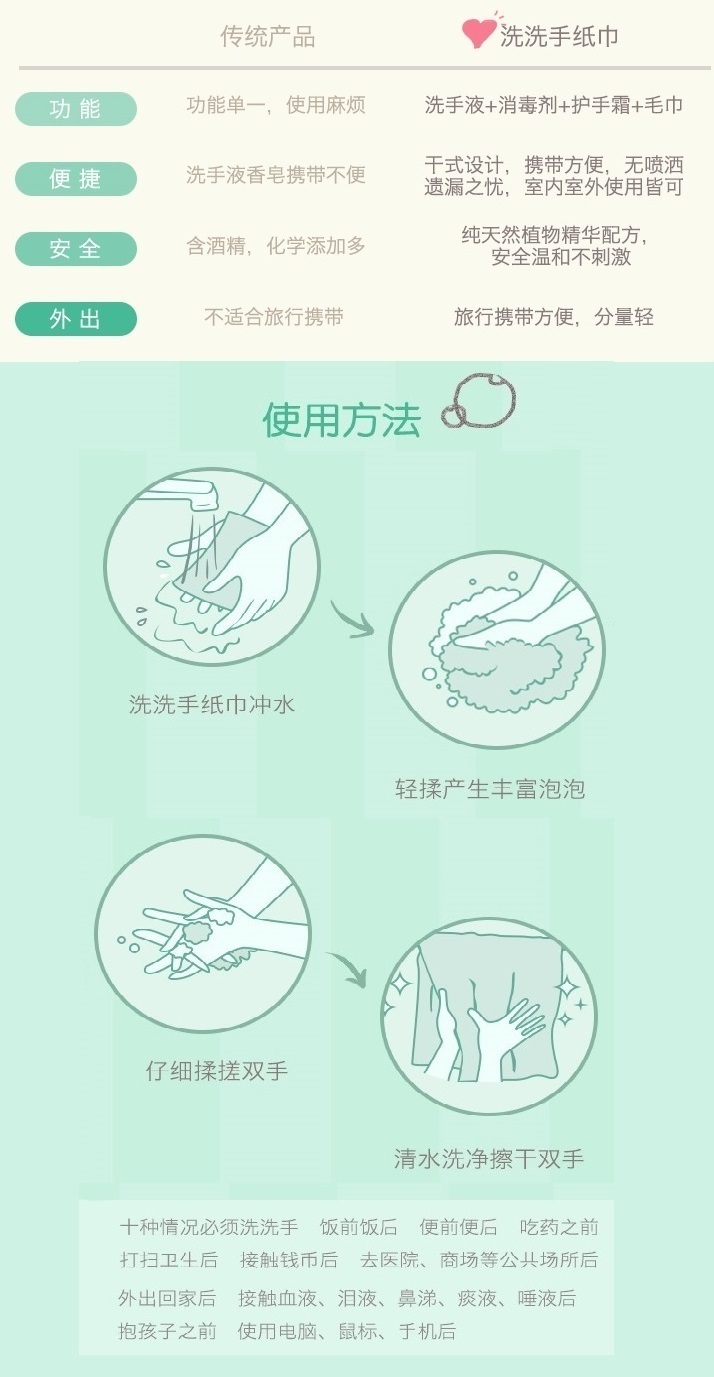 传统产品 洗洗手纸巾
功能 功能单一，使用麻烦 洗手液+消毒剂+护手霜+毛巾
便捷 洗手液香皂携带不便 干式设计，携带方便，无喷洒
遗漏之忧，室内室外使用皆可
安全 含酒精，化学添加多 纯天然植物精华配方，
安全温和不刺激
外出 不适合旅行携带 旅行携带方便，分量轻
使用方法
洗洗手纸巾冲水
轻揉产生丰富泡泡
仔细揉搓双手
清水洗净擦干双手
十种情况必须洗洗手 饭前饭后 便前便后 吃药之前
打扫卫生后 接触钱币后 去医院、商场等公共场所后
外出回家后 接触血液、泪液、鼻涕、痰液、唾液后
抱孩子之前 使用电脑、鼠标、手机后